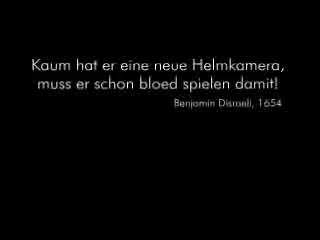 Kaum hat er eine neue Helmkamera,
muss er schon bloed spielen damit!
Benjamin Disraeli, 1654